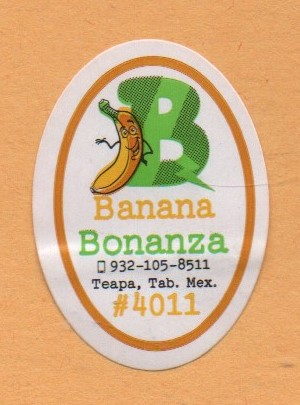 B
Banana
Bonanza
▯932-105-8511
Teapa, Tab. Mex.
#4011